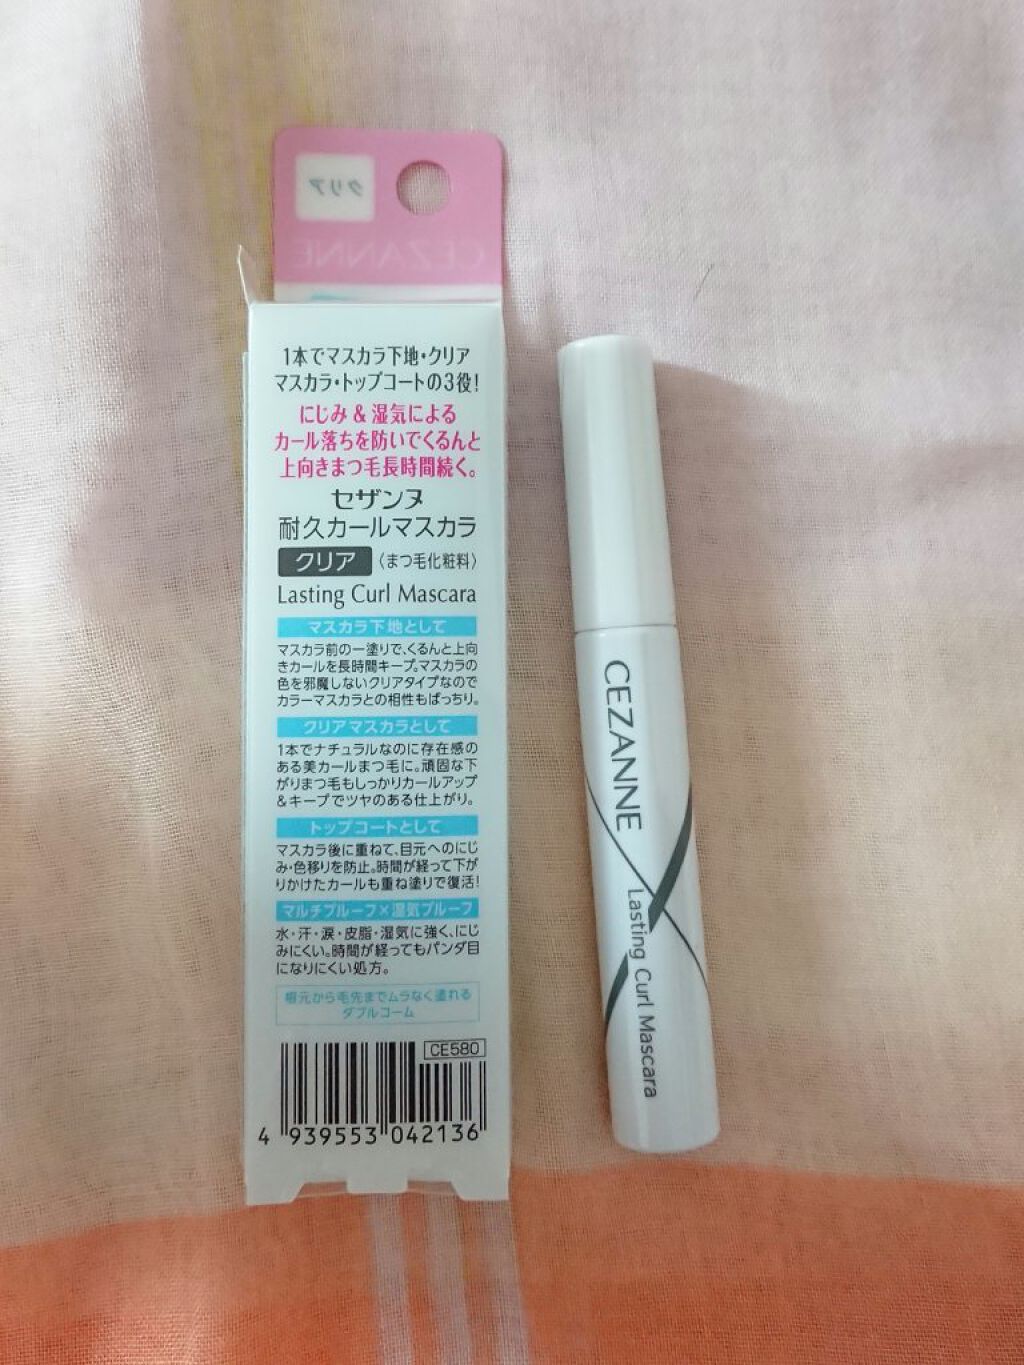 クリア
CEZANNE
1本でマスカラ下地・クリア
マスカラ・トップコートの3役!
にじみ & 湿気による
カール落ちを防いでくるんと
上向きまつ毛長時間続く。
セザンヌ
耐久カールマスカラ
クリア 〈まつ毛化粧料〉
Lasting Curl Mascara
マスカラ下地として
マスカラ前の一塗りで、くるんと上向
きカールを長時間キープ。マスカラの
色を邪魔しないクリアタイプなので
カラーマスカラとの相性もばっちり。
クリアマスカラとして
1本でナチュラルなのに存在感の
ある美カールまつ毛に。頑固な下
がりまつ毛もしっかりカールアップ
&キープでツヤのある仕上がり。
トップコートとして
マスカラ後に重ねて、目元へのにじ
み・色移りを防止。時間が経って下が
りかけたカールも重ね塗りで復活!
マルチプルーフ×湿気プルーフ
水・汗・涙・皮脂・湿気に強く、にじ
みにくい。時間が経ってもパンダ目
になりにくい処方。
根元から毛先までムラなく塗れる
ダブルコーム
CE580
4 939553 042136
CEZANNE
Lasting Curl Mascara